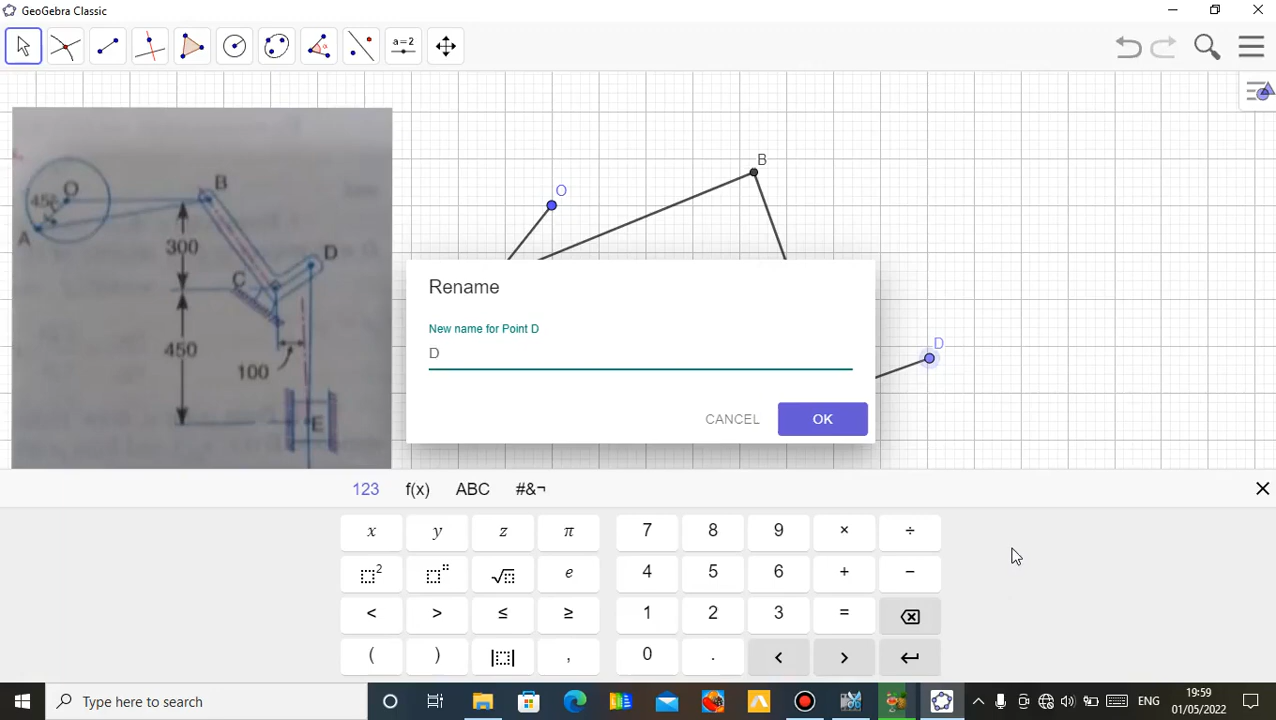 GeoGebra Classic
a=2
O
45°
B
A
300
D
C
450
100
E
O
B
D
Rename
New name for Point D
D
CANCEL
OK
123
f(x)
ABC
#&¬
x
y
z
π
7
8
9
×
÷
2
√
e
4
5
6
+
−
<
>
≤
≥
1
2
3
=
(
)
,
0
.
<
>
Type here to search
ENG
19:59
01/05/2022